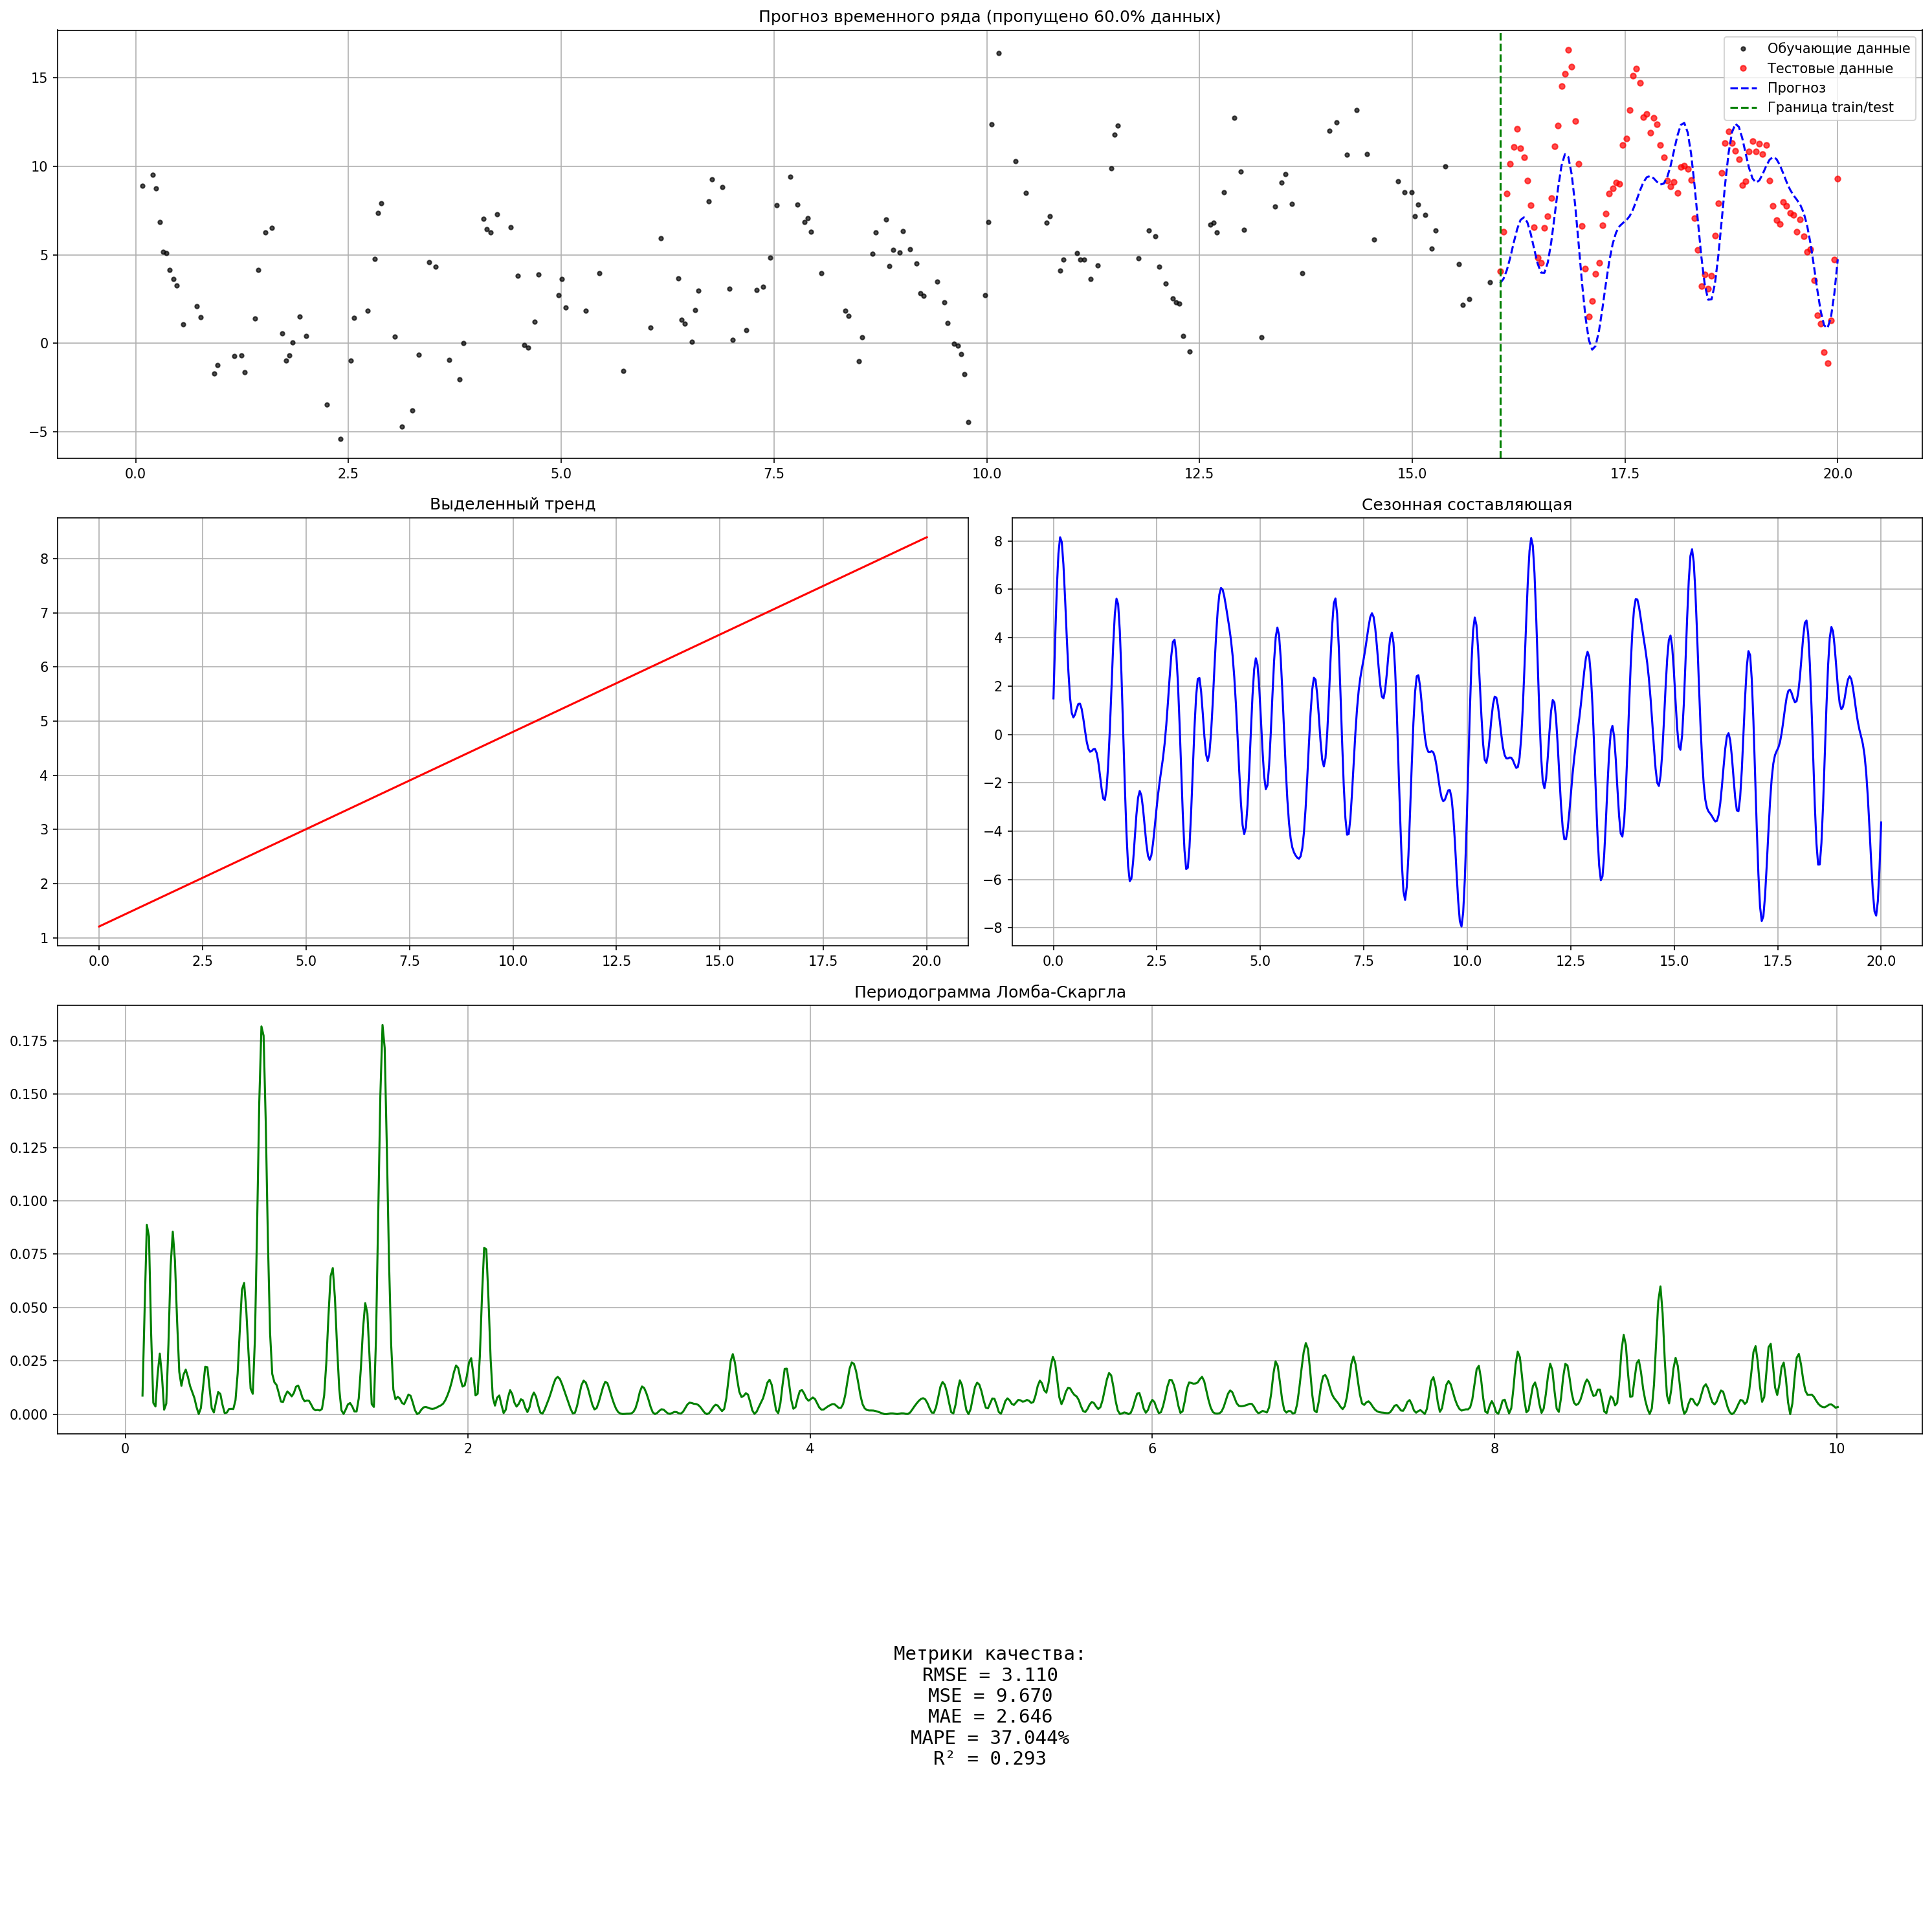 Прогноз временного ряда (пропущено 60.0% данных)
Обучающие данные
Тестовые данные
Прогноз
Граница train/test
15
10
5
0
−5
0.0 2.5 5.0 7.5 10.0 12.5 15.0 17.5 20.0
Выделенный тренд
8
7
6
5
4
3
2
1
0.0 2.5 5.0 7.5 10.0 12.5 15.0 17.5 20.0
Сезонная составляющая
8
6
4
2
0
−2
−4
−6
−8
0.0 2.5 5.0 7.5 10.0 12.5 15.0 17.5 20.0
Периодограмма Ломба-Скаргла
0.175
0.150
0.125
0.100
0.075
0.050
0.025
0.000
0 2 4 6 8 10
Метрики качества:
RMSE = 3.110
MSE = 9.670
MAE = 2.646
MAPE = 37.044%
R² = 0.293